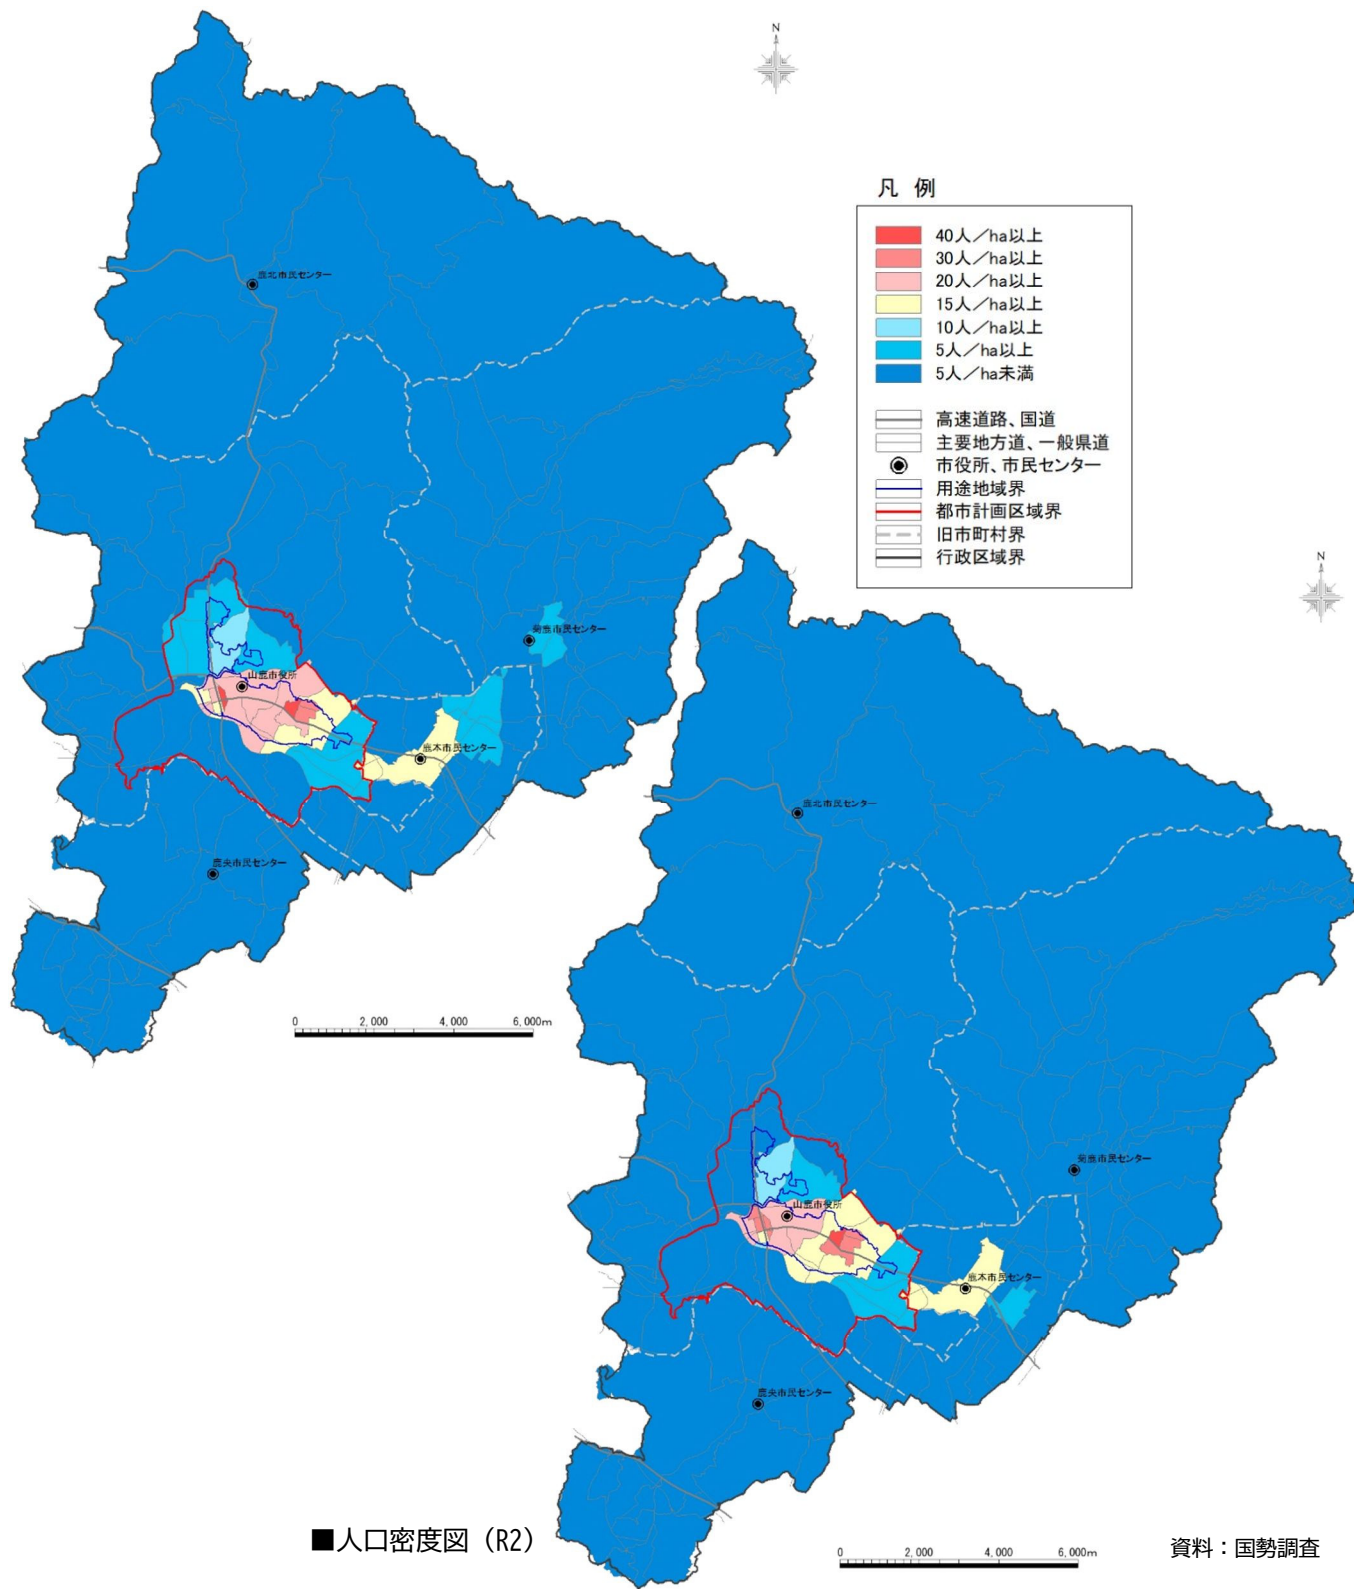 N
凡 例
40人／ha以上
30人／ha以上
20人／ha以上
15人／ha以上
10人／ha以上
5人／ha以上
5人／ha未満
高速道路、国道
主要地方道、一般県道
市役所、市民センター
用途地域界
都市計画区域界
旧市町村界
行政区域界
鹿北市民センター
菊鹿市民センター
山鹿市役所
鹿本市民センター
鹿央市民センター
0 2,000 4,000 6,000m
N
鹿北市民センター
菊鹿市民センター
山鹿市役所
鹿本市民センター
鹿央市民センター
■人口密度図（R2）
0 2,000 4,000 6,000m
資料：国勢調査